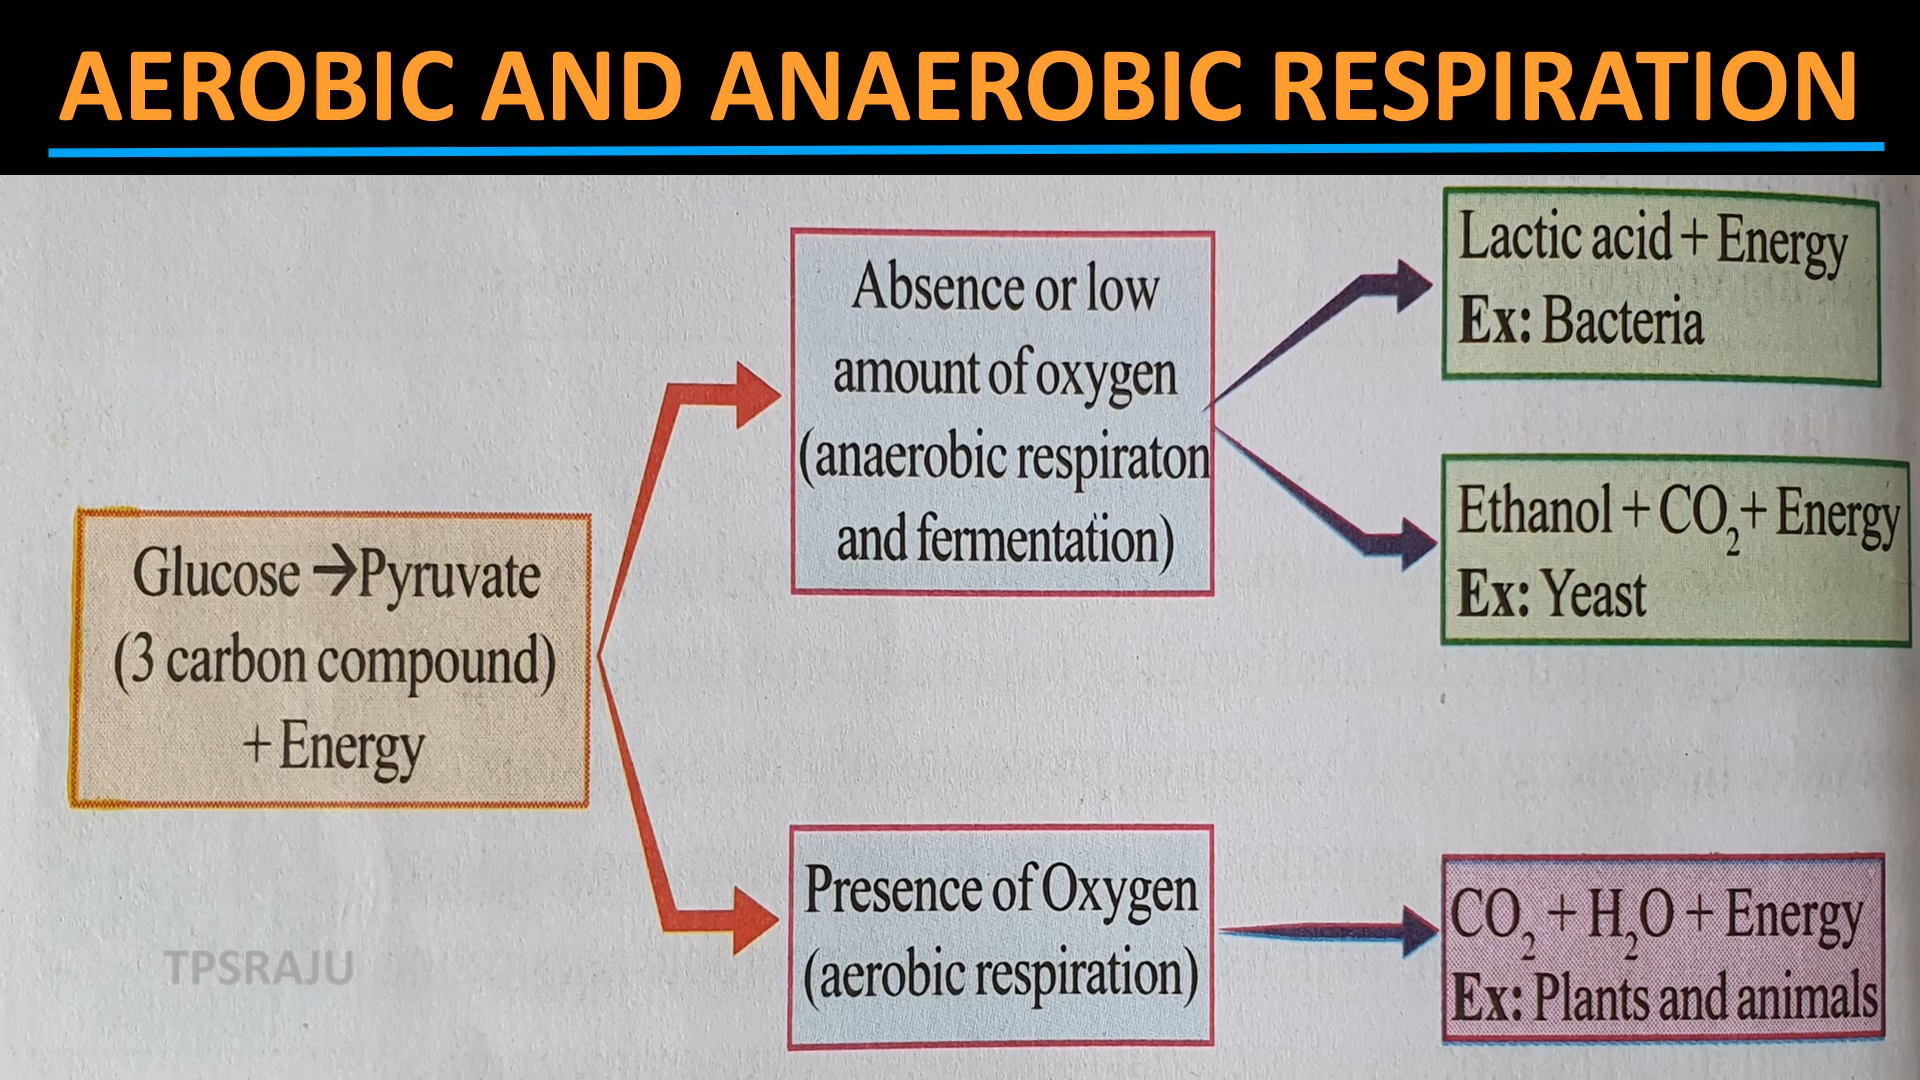 AEROBIC AND ANAEROBIC RESPIRATION
Glucose →Pyruvate
(3 carbon compound)
+ Energy
Absence or low
amount of oxygen
(anaerobic respiraton
and fermentation)
Lactic acid + Energy
Ex: Bacteria
Ethanol + CO₂+ Energy
Ex: Yeast
Presence of Oxygen
(aerobic respiration)
CO₂ + H₂O + Energy
Ex: Plants and animals
TPSRAJU